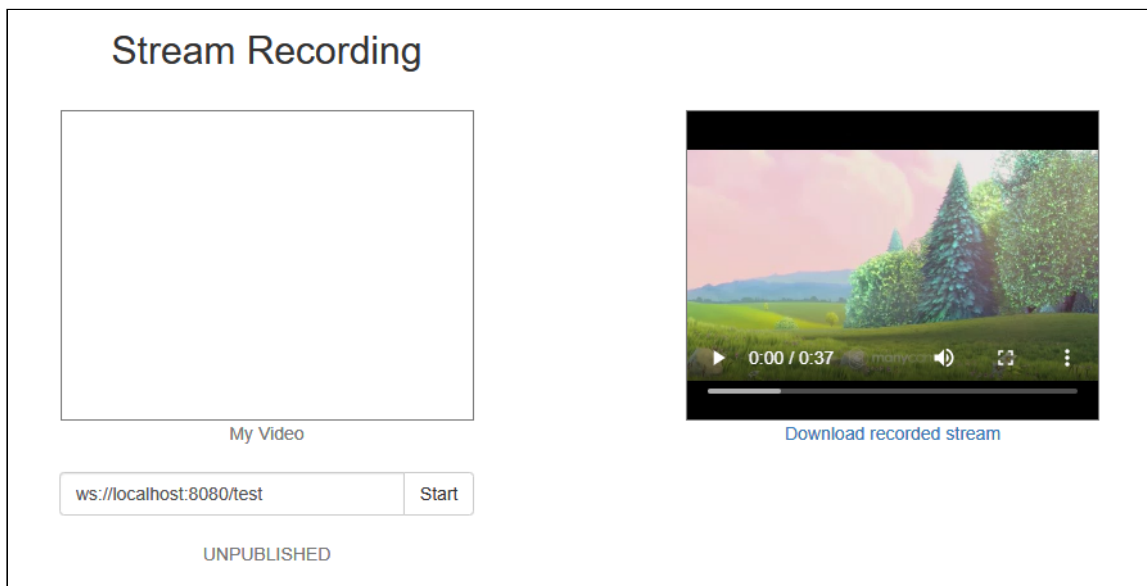 Stream Recording
0:00 / 0:37
My Video
Download recorded stream
ws://localhost:8080/test
Start
UNPUBLISHED